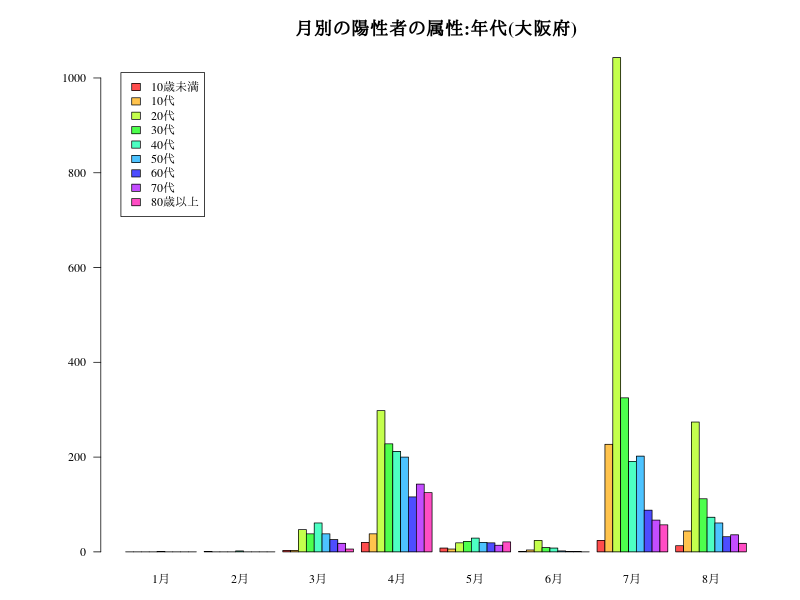 月別の陽性者の属性:年代(大阪府)
1000
800
600
400
200
0
10歳未満
10代
20代
30代
40代
50代
60代
70代
80歳以上
1月 2月 3月 4月 5月 6月 7月 8月